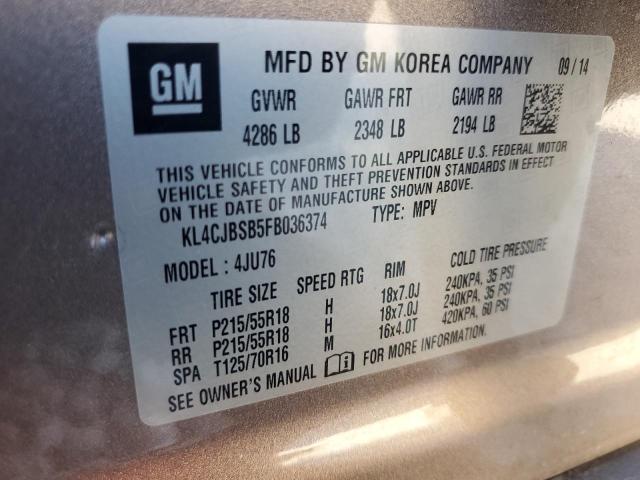 GM
MFD BY GM KOREA COMPANY 09/14
GVWR GAWR FRT GAWR RR
4286 LB 2348 LB 2194 LB
THIS VEHICLE CONFORMS TO ALL APPLICABLE U.S. FEDERAL MOTOR
VEHICLE SAFETY AND THEFT PREVENTION STANDARDS IN EFFECT
ON THE DATE OF MANUFACTURE SHOWN ABOVE.
KL4CJBSB5FB036374 TYPE: MPV
MODEL : 4JU76
TIRE SIZE SPEED RTG RIM COLD TIRE PRESSURE
FRT P215/55R18 H 18x7.0J 240KPA, 35 PSI
RR P215/55R18 H 18x7.0J 240KPA, 35 PSI
SPA T125/70R16 M 16x4.0T 420KPA, 60 PSI
SEE OWNER'S MANUAL FOR MORE INFORMATION.